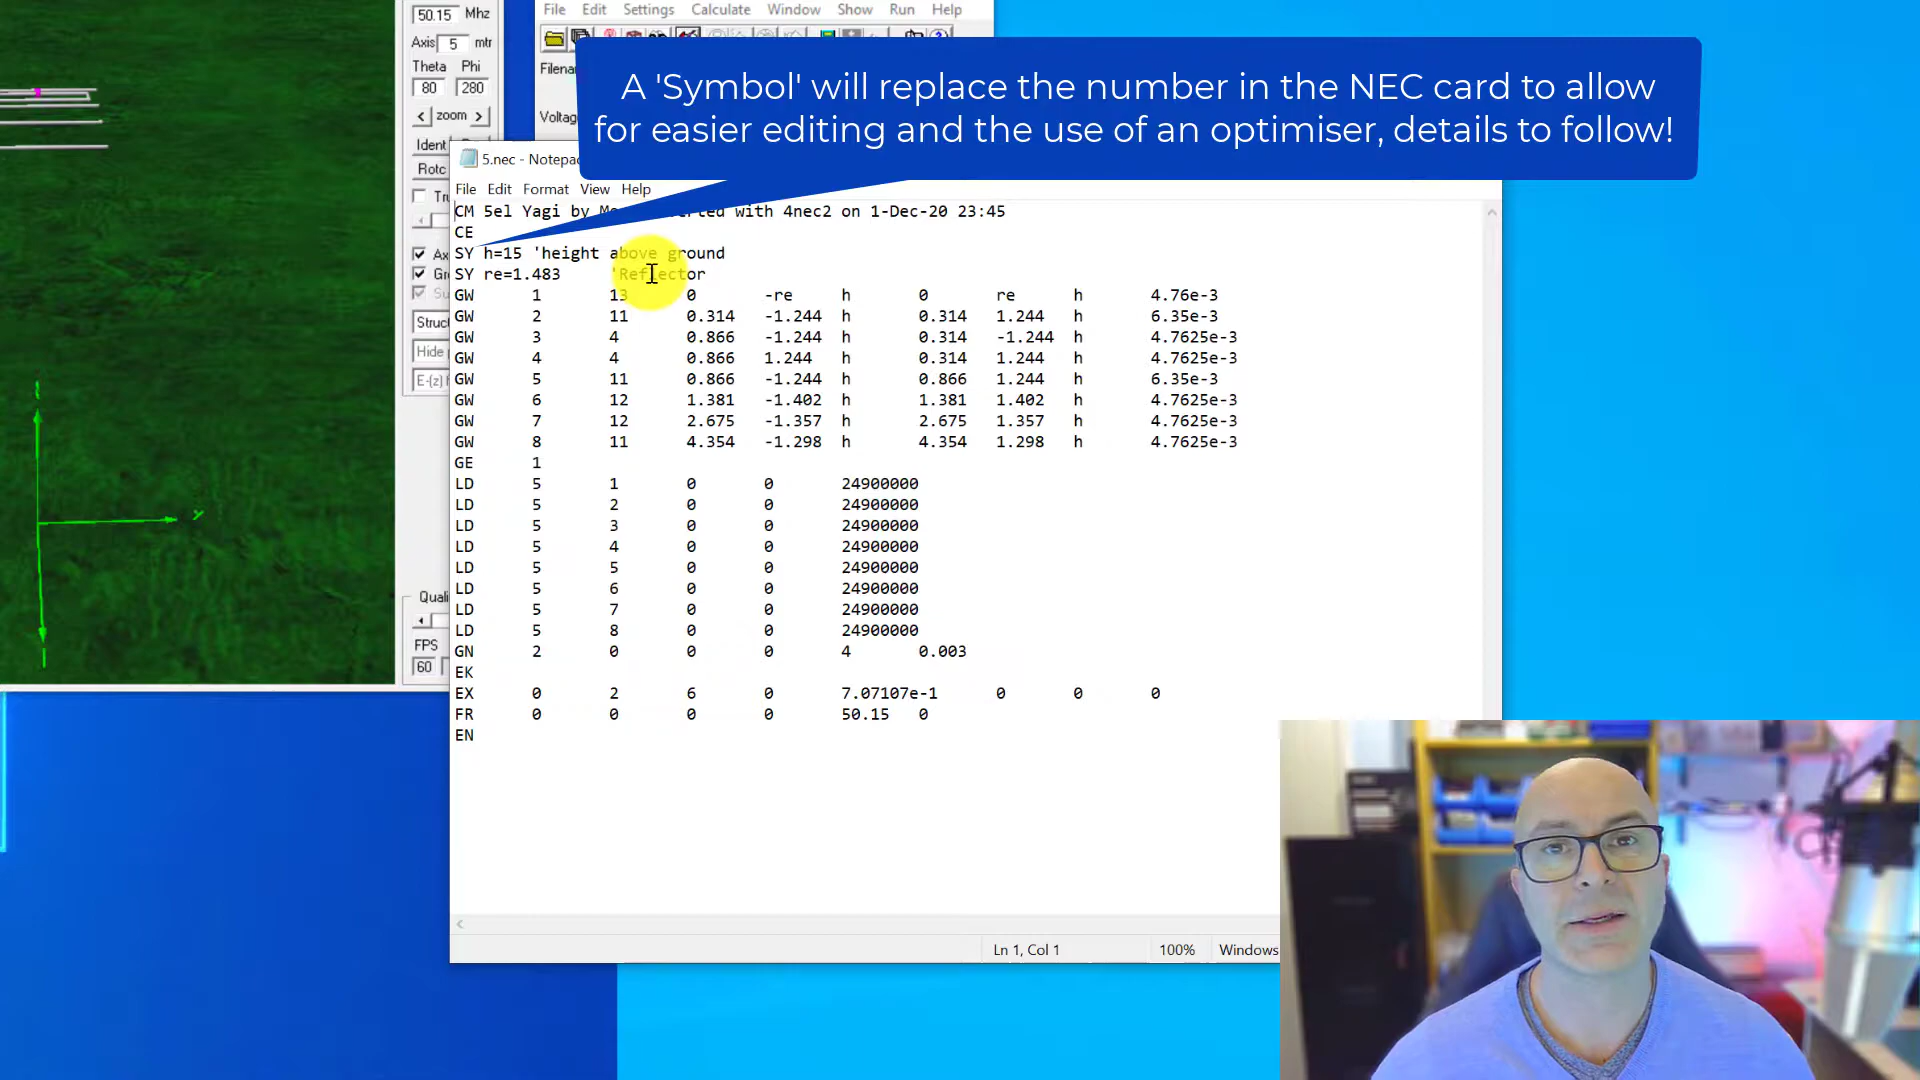 50.15 Mhz
Axis 5 mtr
Theta Phi
80 280
< zoom >
Ident
Rotc
File Edit Settings Calculate Window Show Run Help
A 'Symbol' will replace the number in the NEC card to allow
for easier editing and the use of an optimiser, details to follow!
5.nec - Notepa
File Edit Format View Help
CM 5el Yagi by with 4nec2 on 1-Dec-20 23:45
CE
SY h=15 'height above ground
SY re=1.483 'Reflector
GW 1 13 0 -re h 0 re h 4.76e-3
GW 2 11 0.314 -1.244 h 0.314 1.244 h 6.35e-3
GW 3 4 0.866 -1.244 h 0.314 -1.244 h 4.7625e-3
GW 4 4 0.866 1.244 h 0.314 1.244 h 4.7625e-3
GW 5 11 0.866 -1.244 h 0.866 1.244 h 6.35e-3
GW 6 12 1.381 -1.402 h 1.381 1.402 h 4.7625e-3
GW 7 12 2.675 -1.357 h 2.675 1.357 h 4.7625e-3
GW 8 11 4.354 -1.298 h 4.354 1.298 h 4.7625e-3
GE 1
LD 5 1 0 0 24900000
LD 5 2 0 0 24900000
LD 5 3 0 0 24900000
LD 5 4 0 0 24900000
LD 5 5 0 0 24900000
LD 5 6 0 0 24900000
LD 5 7 0 0 24900000
LD 5 8 0 0 24900000
GN 2 0 0 0 4 0.003
EK
EX 0 2 6 0 7.07107e-1 0 0 0
FR 0 0 0 0 50.15 0
EN
Struc
Hide
E-(z)
Quali
FPS
60
Y
Ln 1, Col 1 100% Windows